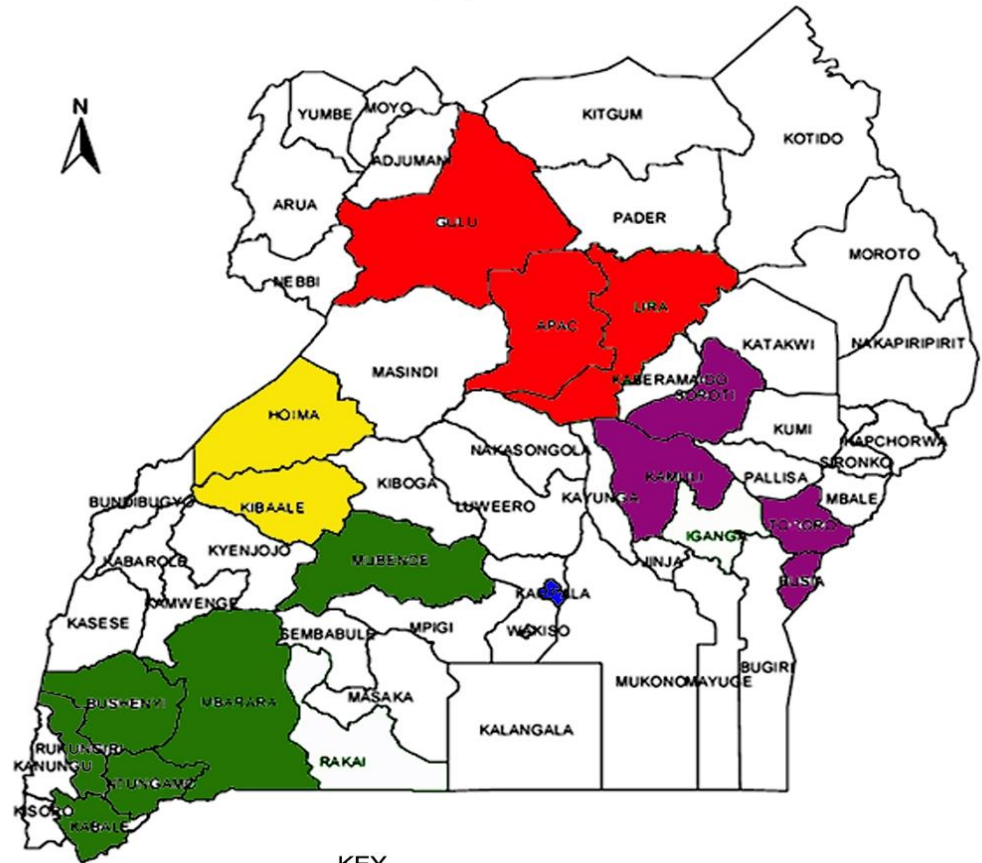 N
YUMBE
MOYO
KITGUM
KOTIDO
ADJUMANI
ARUA
GULU
PADER
MOROTO
NEBBI
LIRA
APAC
KATAKWI
NAKAPIRIPIRIT
MASINDI
KABERAMAIDO
SOROTI
HOIMA
KUMI
KAPCHORWA
NAKASONGOLA
SIRONKO
KAMULI
PALLISA
KIBOGA
BUNDIBUGYO
KAYUNGA
MBALE
KIBAALE
LUWEERO
TORORO
IGANGA
KYENJOJO
KABAROLE
MUBENDE
JINJA
BUSIA
KAMPALA
KAMWENGE
KASESE
SEMBABULE
MPIGI
WAKISO
BUGIRI
MUKONO
MAYUGE
MASAKA
BUSHENYI
MBARARA
KALANGALA
RUKUNGIRI
KANUNGU
RAKAI
NTUNGAMO
KISORO
KABALE
KEY